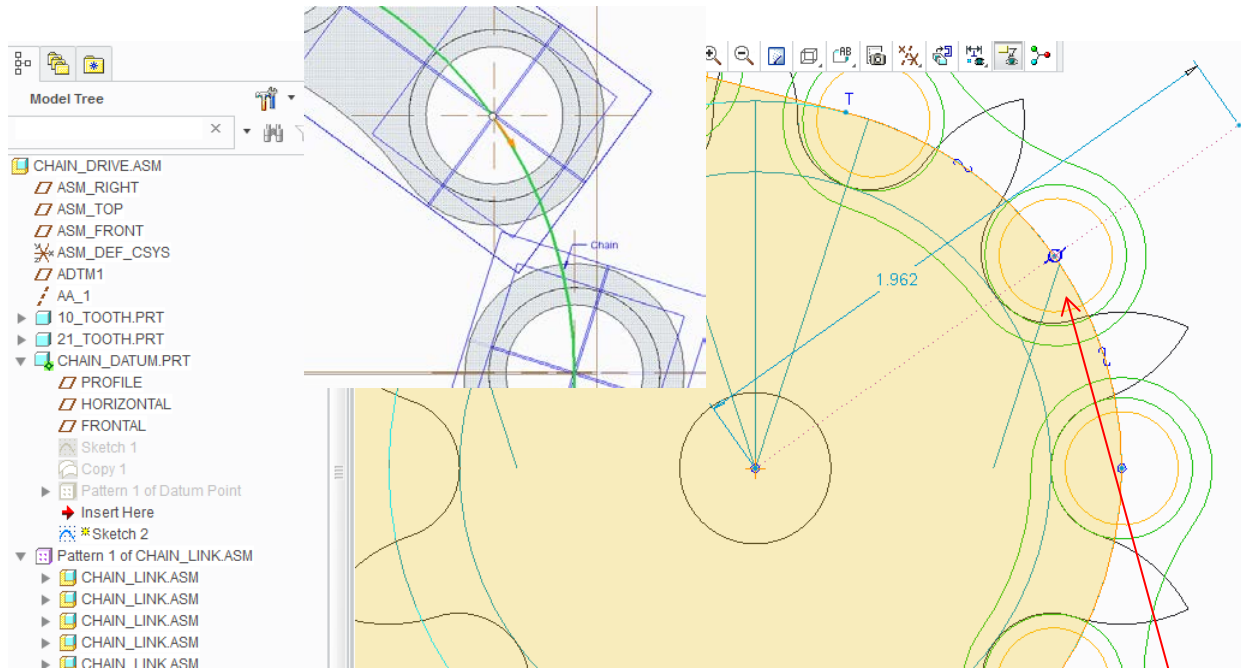 Model Tree
CHAIN_DRIVE.ASM
ASM_RIGHT
ASM_TOP
ASM_FRONT
ASM_DEF_CSYS
ADTM1
AA_1
10_TOOTH.PRT
21_TOOTH.PRT
CHAIN_DATUM.PRT
PROFILE
HORIZONTAL
FRONTAL
Sketch 1
Copy 1
Pattern 1 of Datum Point
Insert Here
Sketch 2
Pattern 1 of CHAIN_LINK.ASM
CHAIN_LINK.ASM
CHAIN_LINK.ASM
CHAIN_LINK.ASM
CHAIN_LINK.ASM
CHAIN_LINK.ASM
Chain
AB
T
1.962